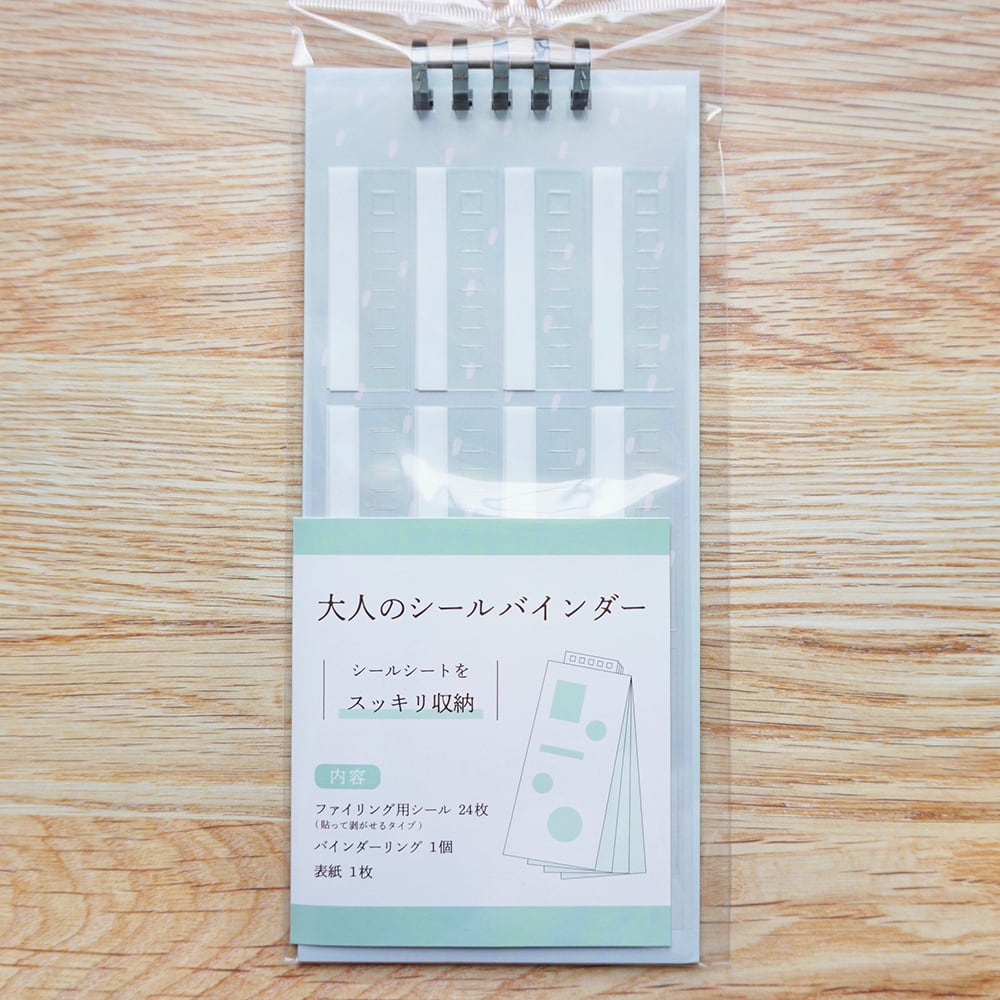 大人のシールバインダー
シールシートを
スッキリ収納
内容
ファイリング用シール 24枚
(貼って剥がせるタイプ)
バインダーリング 1個
表紙 1枚